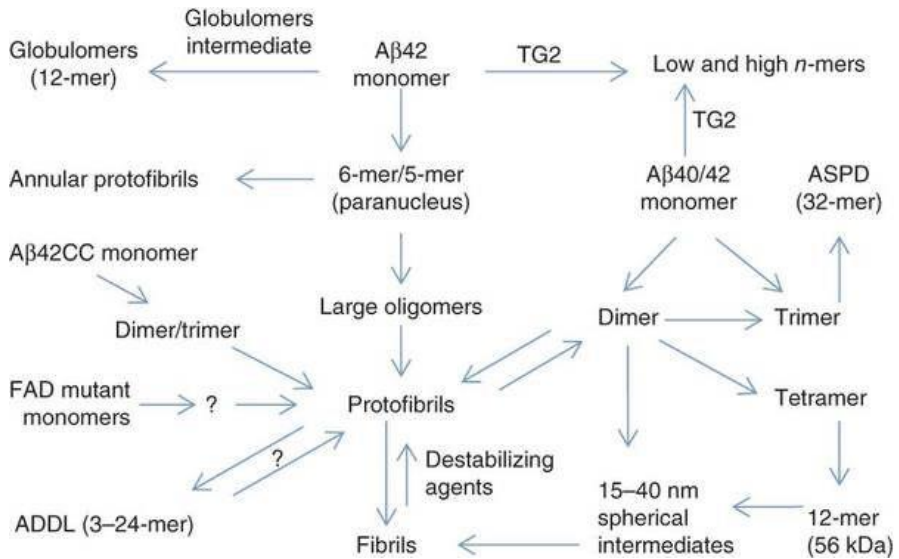 Globulomers
intermediate
Globulomers
(12-mer)
Aβ42
monomer
TG2
Low and high n-mers
TG2
Annular protofibrils
6-mer/5-mer
(paranucleus)
Aβ40/42
monomer
ASPD
(32-mer)
Aβ42CC monomer
Large oligomers
Dimer/trimer
Dimer
Trimer
FAD mutant
monomers
?
Protofibrils
Tetramer
?
Destabilizing
agents
ADDL (3–24-mer)
Fibrils
15–40 nm
spherical
intermediates
12-mer
(56 kDa)